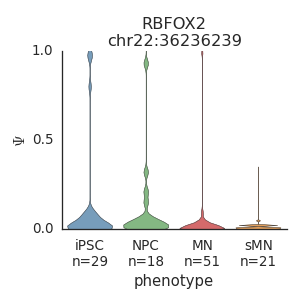 RBFOX2
chr22:36236239
1.0
0.5
0.0
Ψ
iPSC NPC MN sMN
n=29 n=18 n=51 n=21
phenotype